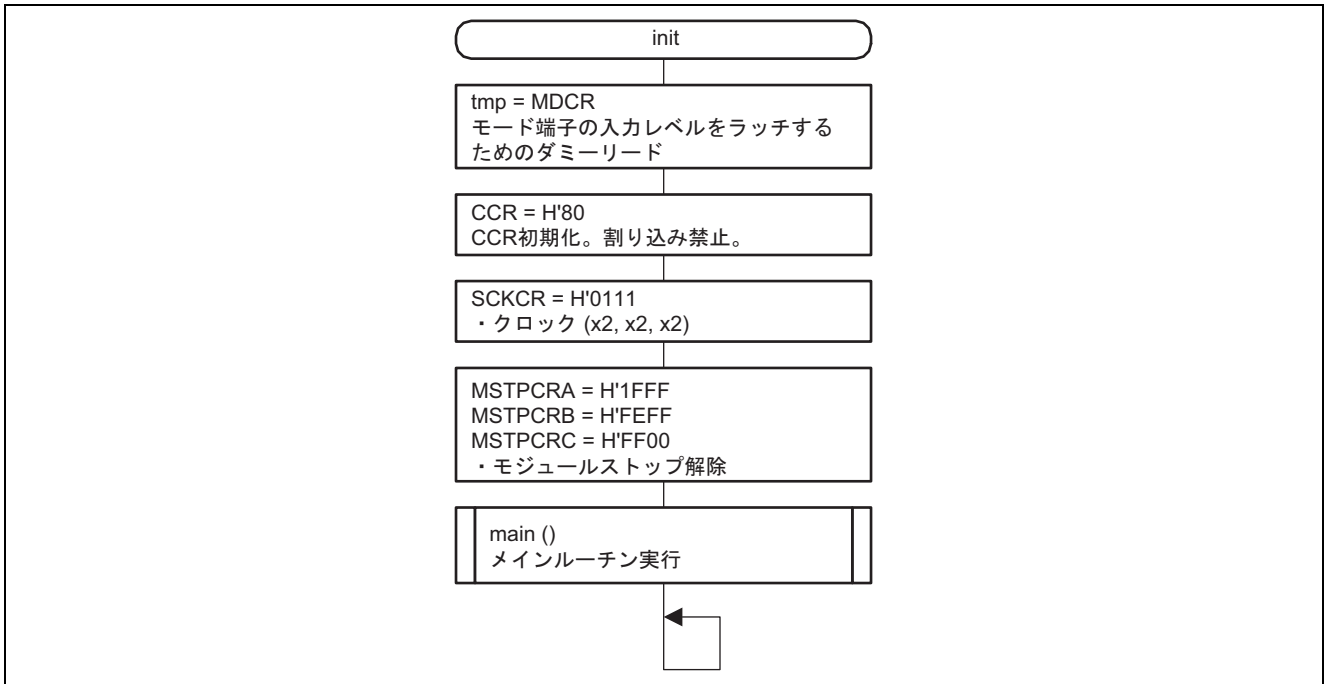 init
tmp = MDCR
モード端子の入力レベルをラッチする
ためのダミーリード
CCR = H'80
CCR初期化。割り込み禁止。
SCKCR = H'0111
・クロック (x2, x2, x2)
MSTPCRA = H'1FFF
MSTPCRB = H'FEFF
MSTPCRC = H'FF00
・モジュールストップ解除
main ()
メインルーチン実行